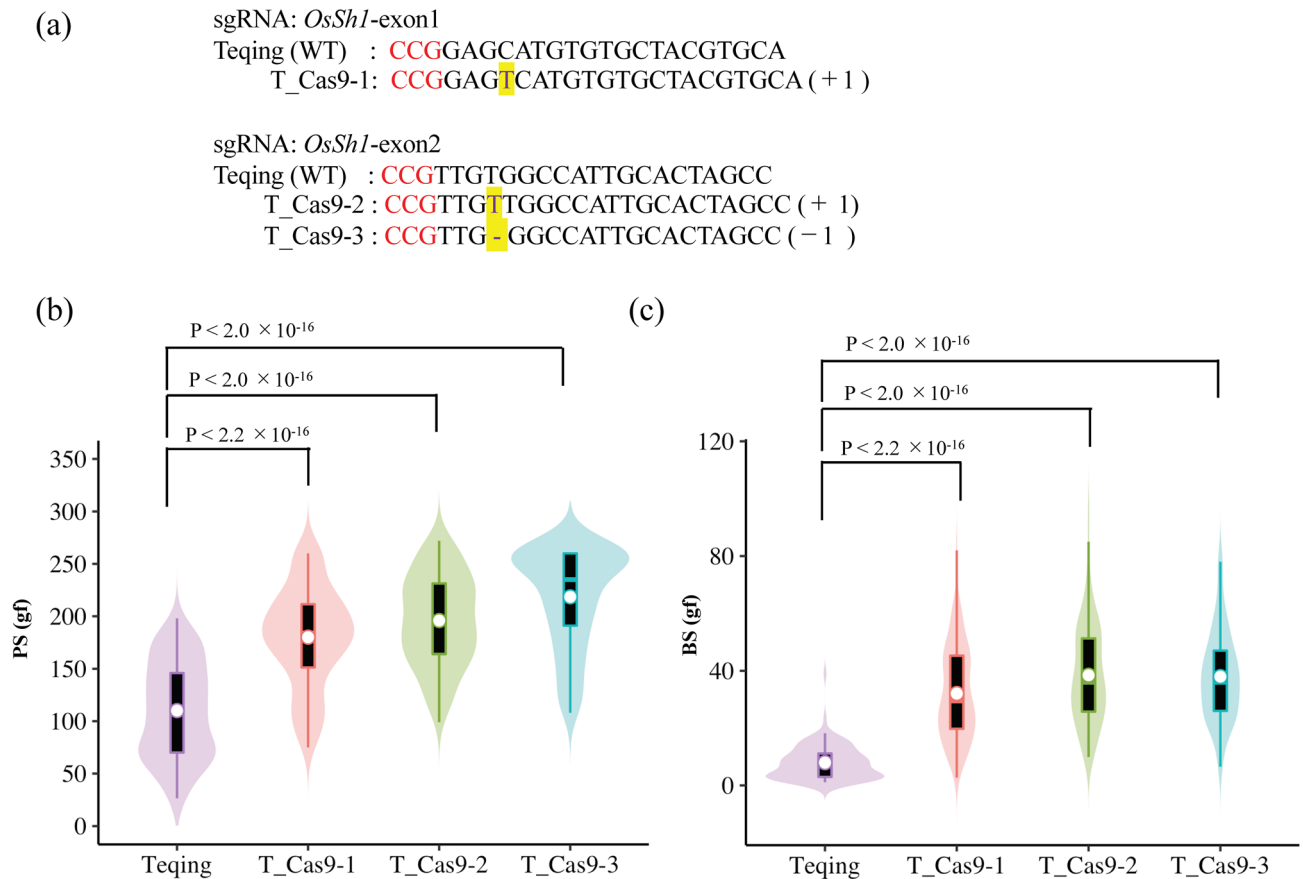 (a)
sgRNA: OsSh1-exon1
Teqing (WT) : CCGGAGCATGTGTGCTACGTGCA
T_Cas9-1: CCGGAGTCATGTGTGCTACGTGCA (+1)
sgRNA: OsSh1-exon2
Teqing (WT) : CCGTTGTGGCCATTGCACTAGCC
T_Cas9-2 : CCGTTGTTGGCCATTGCACTAGCC (+ 1)
T_Cas9-3 : CCGTTG-GGCCATTGCACTAGCC (−1 )
(b)
P < 2.0 × 10-16
P < 2.0 × 10-16
P < 2.2 × 10-16
PS (gf)
350
300
250
200
150
100
50
0
Teqing T_Cas9-1 T_Cas9-2 T_Cas9-3
(c)
P < 2.0 × 10-16
P < 2.0 × 10-16
P < 2.2 × 10-16
BS (gf)
120
80
40
0
Teqing T_Cas9-1 T_Cas9-2 T_Cas9-3